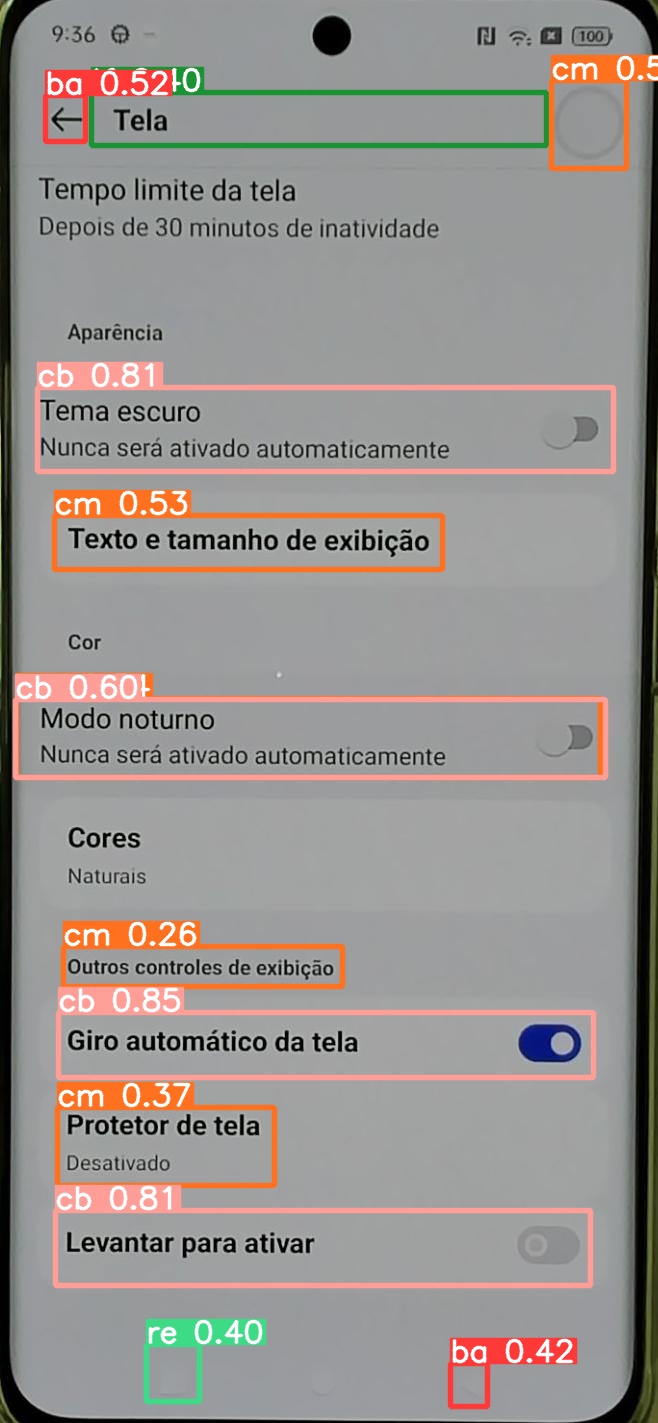 9:36
100
ba 0.52
40
cm 0.5
Tela
Tempo limite da tela
Depois de 30 minutos de inatividade
Aparência
cb 0.81
Tema escuro
Nunca será ativado automaticamente
cm 0.53
Texto e tamanho de exibição
Cor
cb 0.60
Modo noturno
Nunca será ativado automaticamente
Cores
Naturais
cm 0.26
Outros controles de exibição
cb 0.85
Giro automático da tela
cm 0.37
Protetor de tela
Desativado
cb 0.81
Levantar para ativar
re 0.40
ba 0.42